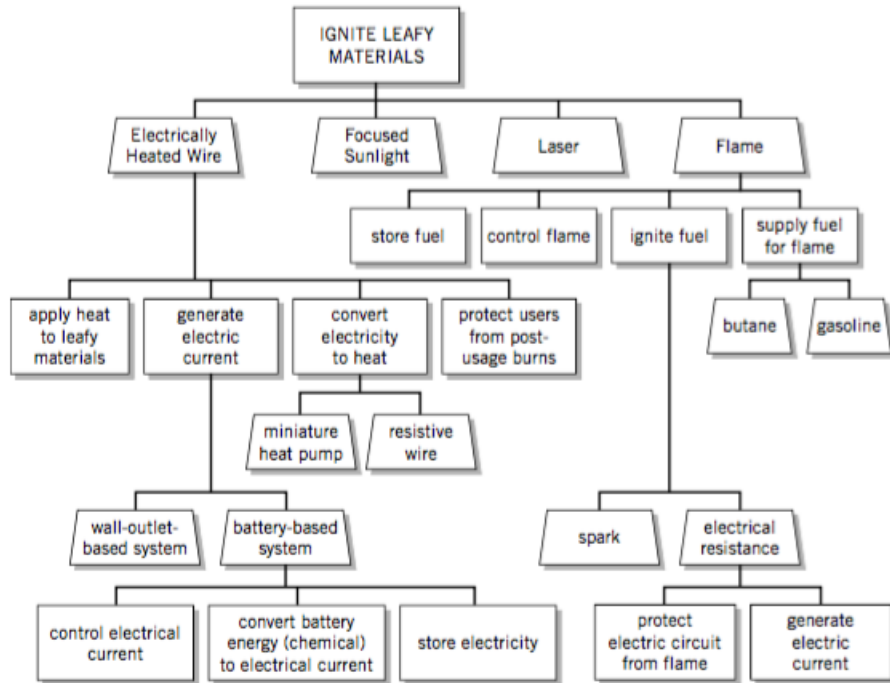 IGNITE LEAFY
MATERIALS
Electrically
Heated Wire
Focused
Sunlight
Laser
Flame
store fuel
control flame
ignite fuel
supply fuel
for flame
apply heat
to leafy
materials
generate
electric
current
convert
electricity
to heat
protect users
from post-
usage burns
butane
gasoline
miniature
heat pump
resistive
wire
wall-outlet-
based system
battery-based
system
spark
electrical
resistance
control electrical
current
convert battery
energy (chemical)
to electrical current
store electricity
protect
electric circuit
from flame
generate
electric
current